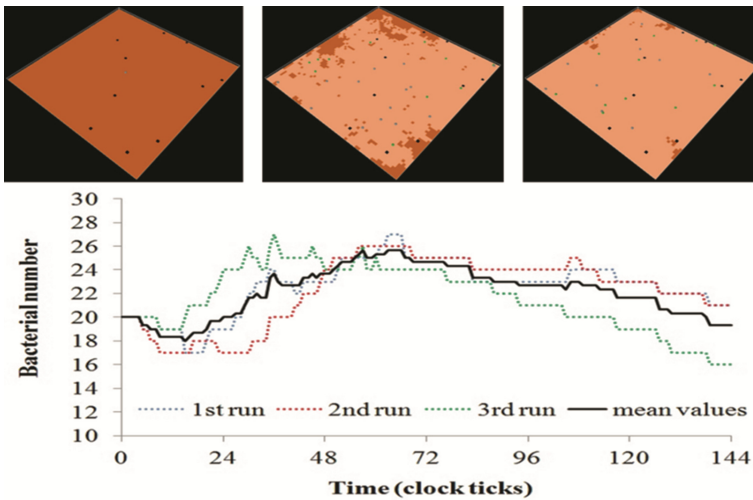 30
28
26
24
22
20
18
16
14
12
10
Bacterial number
1st run 2nd run 3rd run mean values
0 24 48 72 96 120 144
Time (clock ticks)